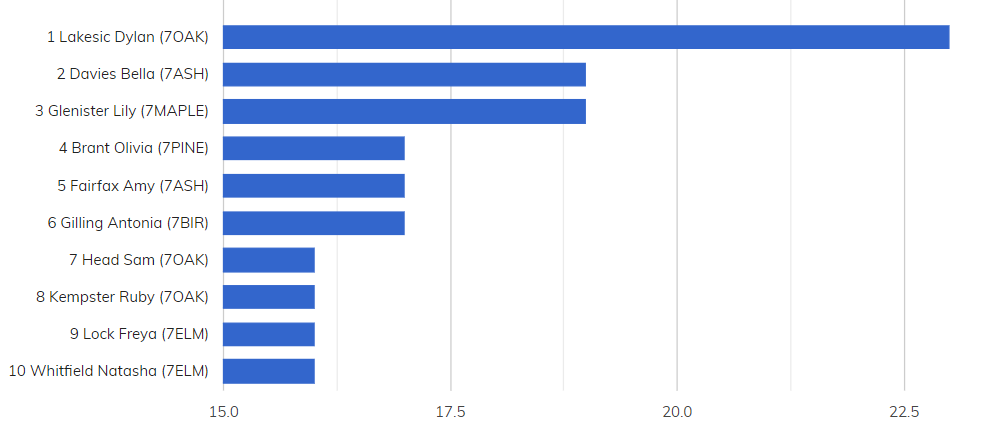 1 Lakesic Dylan (7OAK)
2 Davies Bella (7ASH)
3 Glenister Lily (7MAPLE)
4 Brant Olivia (7PINE)
5 Fairfax Amy (7ASH)
6 Gilling Antonia (7BIR)
7 Head Sam (7OAK)
8 Kempster Ruby (7OAK)
9 Lock Freya (7ELM)
10 Whitfield Natasha (7ELM)
15.0 17.5 20.0 22.5